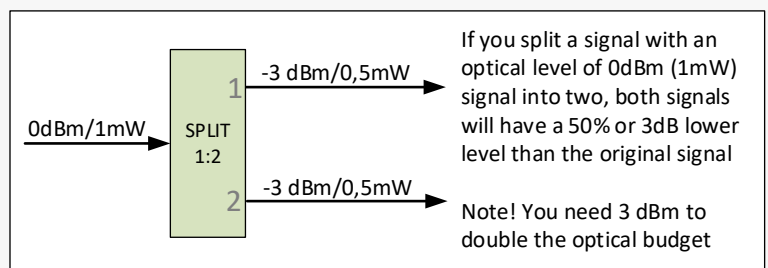 0dBm/1mW
SPLIT
1:2
1
-3 dBm/0,5mW
2
-3 dBm/0,5mW
If you split a signal with an
optical level of 0dBm (1mW)
signal into two, both signals
will have a 50% or 3dB lower
level than the original signal
Note! You need 3 dBm to
double the optical budget